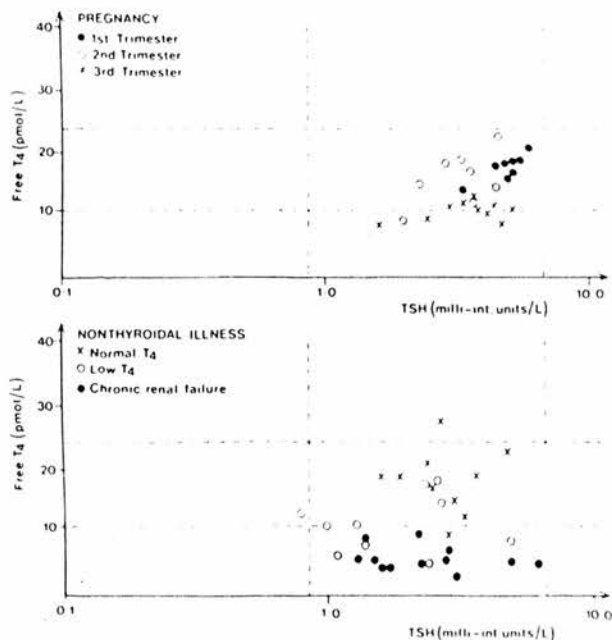 PREGNANCY
● 1st Trimester
○ 2nd Trimester
× 3rd Trimester
Free T4 (pmol/L)
40
30
20
10
0·1
1·0
10·0
TSH (milli-int. units/L)
NONTHYROIDAL ILLNESS
× Normal T4
○ Low T4
● Chronic renal failure
Free T4 (pmol/L)
40
30
20
10
0·1
1·0
10·0
TSH (milli-int. units/L)